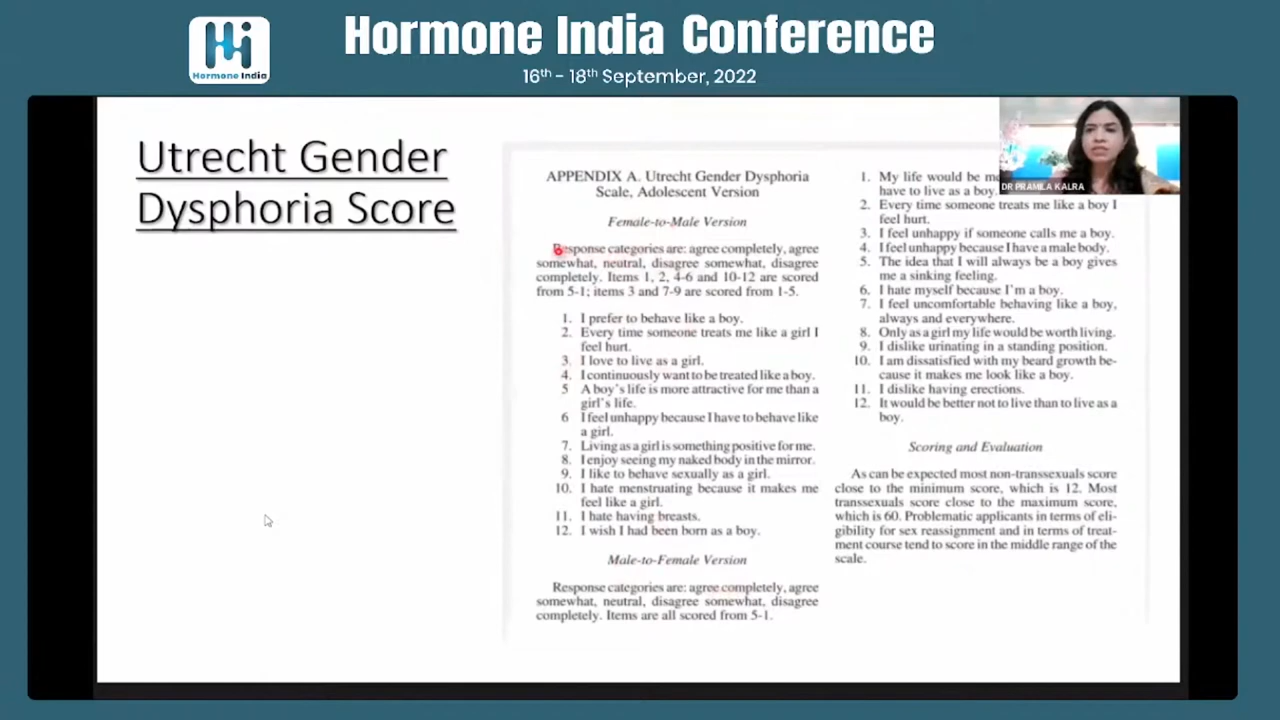 Hi
Hormone India
Hormone India Conference
16th - 18th September, 2022
Utrecht Gender
Dysphoria Score
APPENDIX A. Utrecht Gender Dysphoria
Scale, Adolescent Version
Female-to-Male Version
Response categories are: agree completely, agree
somewhat, neutral, disagree somewhat, disagree
completely. Items 1, 2, 4-6 and 10-12 are scored
from 5-1; items 3 and 7-9 are scored from 1-5.
1. I prefer to behave like a boy.
2. Every time someone treats me like a girl I
feel hurt.
3. I love to live as a girl.
4. I continuously want to be treated like a boy.
5 A boy's life is more attractive for me than a
girl's life.
6 I feel unhappy because I have to behave like
a girl.
7. Living as a girl is something positive for me.
8. I enjoy seeing my naked body in the mirror.
9. I like to behave sexually as a girl.
10. I hate menstruating because it makes me
feel like a girl.
11. I hate having breasts.
12. I wish I had been born as a boy.
Male-to-Female Version
Response categories are: agree completely, agree
somewhat, neutral, disagree somewhat, disagree
completely. Items are all scored from 5-1.
1. My life would be
have to live as a boy.
2. Every time someone treats me like a boy I
feel hurt.
3. I feel unhappy if someone calls me a boy.
4. I feel unhappy because I have a male body.
5. The idea that I will always be a boy gives
me a sinking feeling.
6. I hate myself because I'm a boy.
7. I feel uncomfortable behaving like a boy,
always and everywhere.
8. Only as a girl my life would be worth living.
9. I dislike urinating in a standing position.
10. I am dissatisfied with my beard growth be-
cause it makes me look like a boy.
11. I dislike having erections.
12. It would be better not to live than to live as a
boy.
Scoring and Evaluation
As can be expected most non-transsexuals score
close to the minimum score, which is 12. Most
transsexuals score close to the maximum score,
which is 60. Problematic applicants in terms of eli-
gibility for sex reassignment and in terms of treat-
ment course tend to score in the middle range of the
scale.
DR PRAMILA KALRA